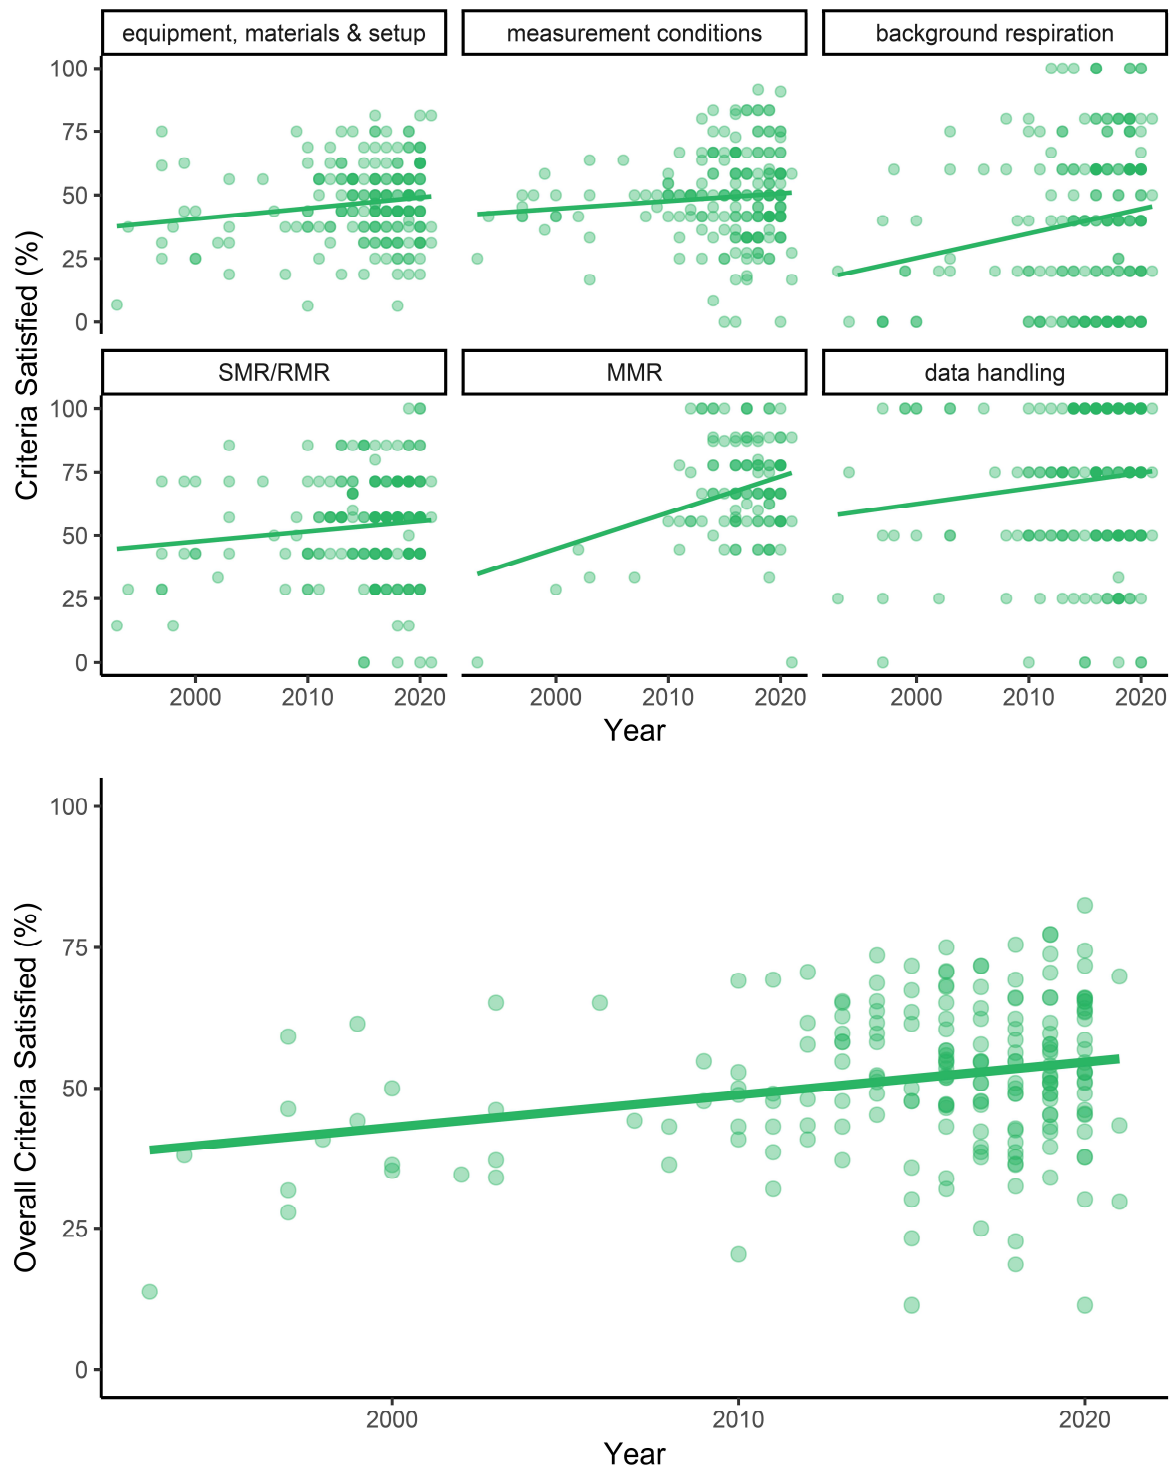 equipment, materials & setup
measurement conditions
background respiration
100
75
50
25
0
SMR/RMR
MMR
data handling
100
75
50
25
0
Criteria Satisfied (%)
2000 2010 2020
2000 2010 2020
2000 2010 2020
Year
100
75
50
25
0
Overall Criteria Satisfied (%)
2000 2010 2020
Year